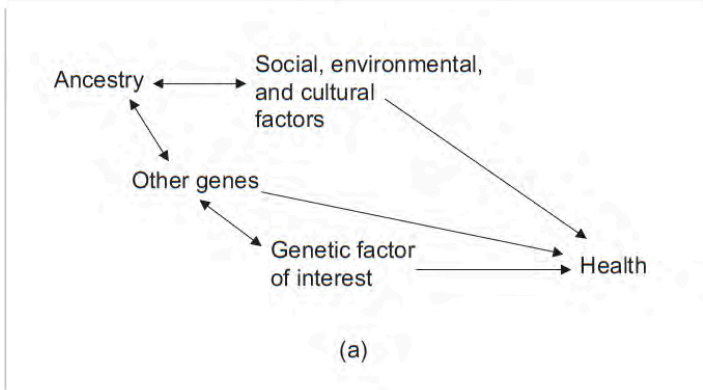 Ancestry
Social, environmental,
and cultural
factors
Other genes
Genetic factor
of interest
Health
(a)